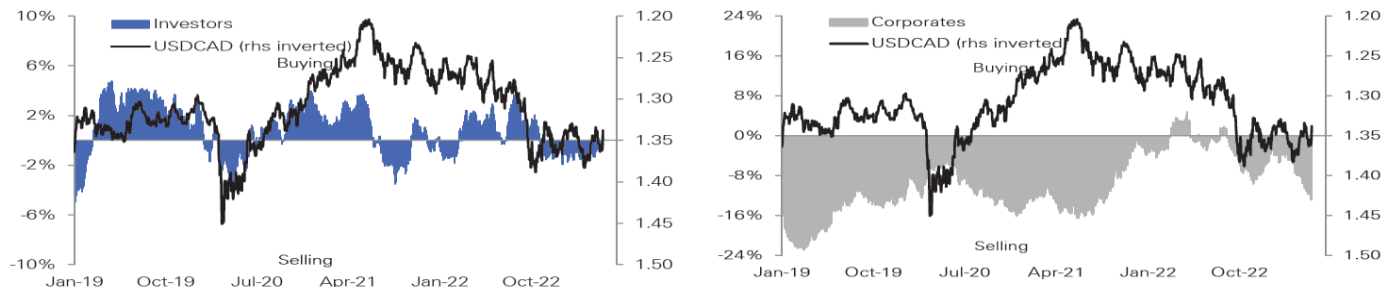 10%
6%
2%
-2%
-6%
-10%
Investors
USDCAD (rhs inverted)
Buying
Selling
1.20
1.25
1.30
1.35
1.40
1.45
1.50
Jan-19 Oct-19 Jul-20 Apr-21 Jan-22 Oct-22
24%
16%
8%
0%
-8%
-16%
-24%
Corporates
USDCAD (rhs inverted)
Buying
Selling
1.20
1.25
1.30
1.35
1.40
1.45
1.50
Jan-19 Oct-19 Jul-20 Apr-21 Jan-22 Oct-22